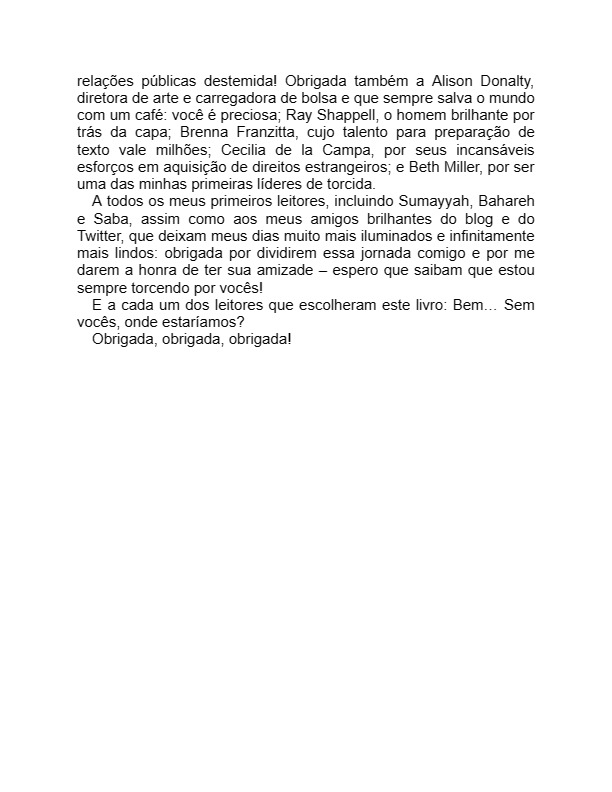 relações públicas destemida! Obrigada também a Alison Donalty,
diretora de arte e carregadora de bolsa e que sempre salva o mundo
com um café: você é preciosa; Ray Shappell, o homem brilhante por
trás da capa; Brenna Franzitta, cujo talento para preparação de
texto vale milhões; Cecilia de la Campa, por seus incansáveis
esforços em aquisição de direitos estrangeiros; e Beth Miller, por ser
uma das minhas primeiras líderes de torcida.
A todos os meus primeiros leitores, incluindo Sumayyah, Bahareh
e Saba, assim como aos meus amigos brilhantes do blog e do
Twitter, que deixam meus dias muito mais iluminados e infinitamente
mais lindos: obrigada por dividirem essa jornada comigo e por me
darem a honra de ter sua amizade – espero que saibam que estou
sempre torcendo por vocês!
E a cada um dos leitores que escolheram este livro: Bem… Sem
vocês, onde estaríamos?
Obrigada, obrigada, obrigada!